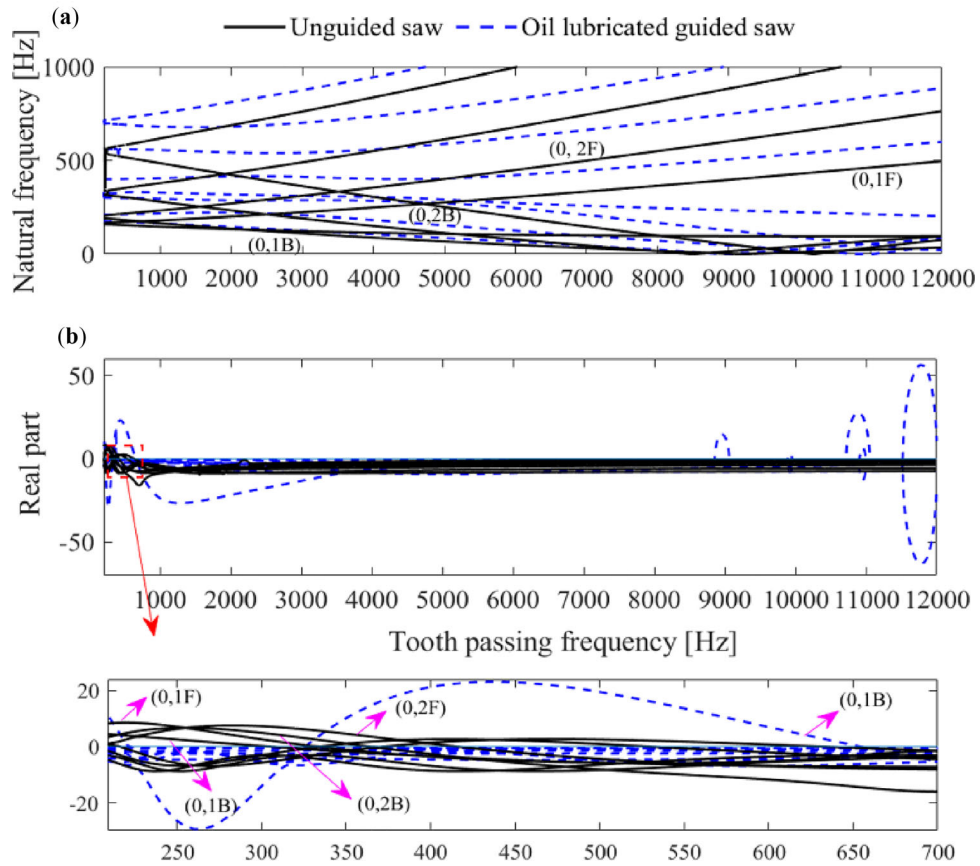 (a)
Unguided saw
Oil lubricated guided saw
Natural frequency [Hz]
1000
500
0
(0, 2F)
(0,1F)
(0,2B)
(0,1B)
1000 2000 3000 4000 5000 6000 7000 8000 9000 10000 11000 12000
(b)
Real part
50
0
-50
1000 2000 3000 4000 5000 6000 7000 8000 9000 10000 11000 12000
Tooth passing frequency [Hz]
20
0
-20
(0,1F)
(0,2F)
(0,1B)
(0,1B)
(0,2B)
250 300 350 400 450 500 550 600 650 700